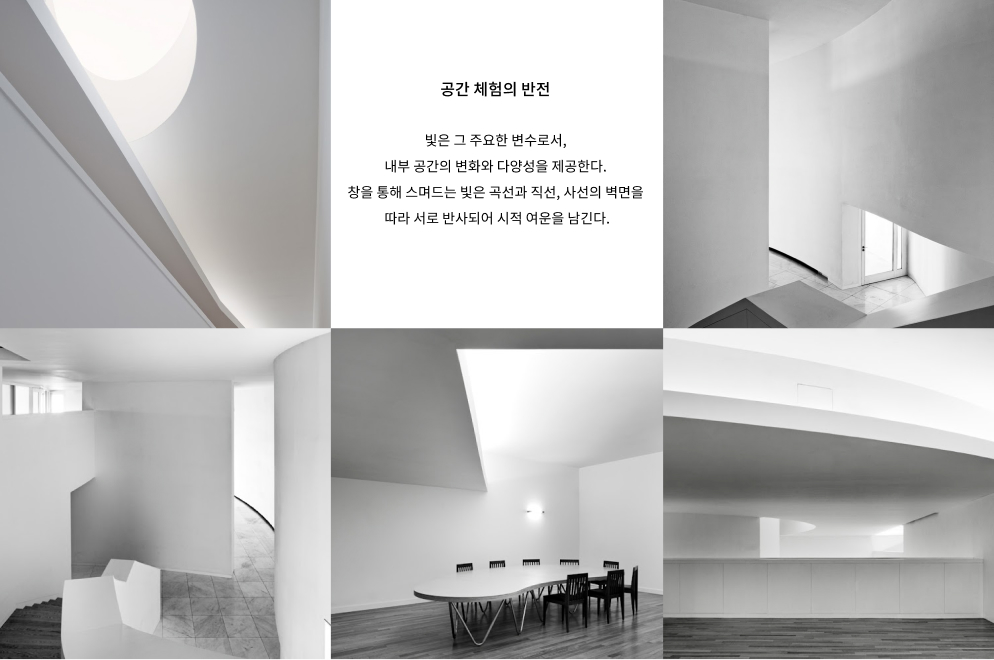 공간 체험의 반전
빛은 그 주요한 변수로서,
내부 공간의 변화와 다양성을 제공한다.
창을 통해 스며드는 빛은 곡선과 직선, 사선의 벽면을
따라 서로 반사되어 시적 여운을 남긴다.